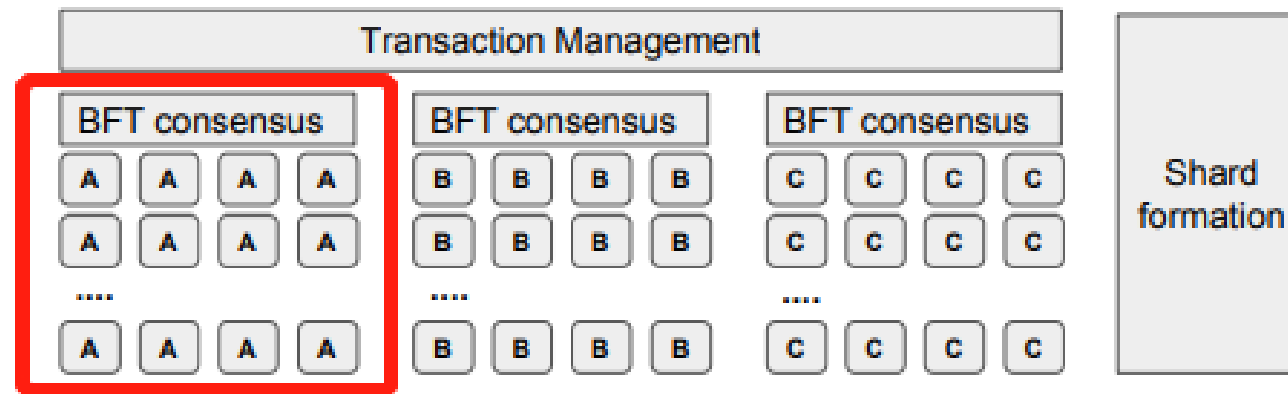 Transaction Management
BFT consensus BFT consensus BFT consensus
A A A A B B B B C C C C
A A A A B B B B C C C C
.... .... ....
A A A A B B B B C C C C
Shard
formation